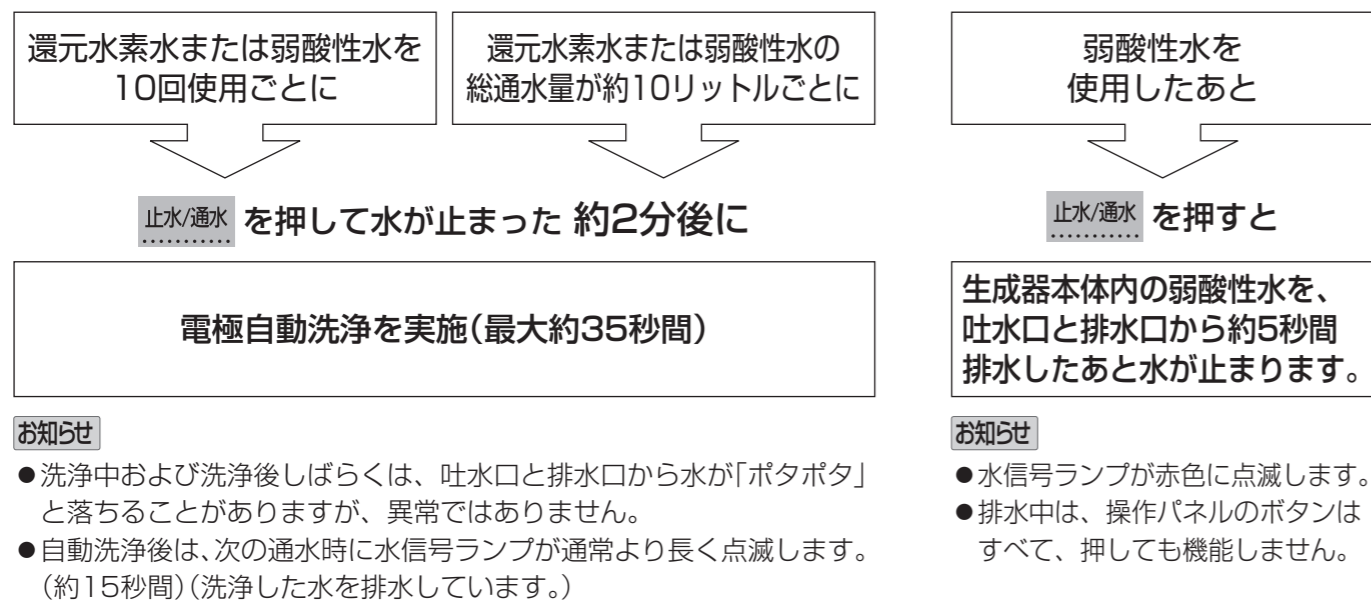 還元水素水または弱酸性水を
10回使用ごとに
還元水素水または弱酸性水の
総通水量が約10リットルごとに
止水/通水 を押して水が止まった 約2分後に
電極自動洗浄を実施(最大約35秒間)
お知らせ
●洗浄中および洗浄後しばらくは、吐水口と排水口から水が「ポタポタ」
と落ちることがありますが、異常ではありません。
●自動洗浄後は、次の通水時に水信号ランプが通常より長く点滅します。
(約15秒間)(洗浄した水を排水しています。)
弱酸性水を
使用したあと
止水/通水 を押すと
生成器本体内の弱酸性水を、
吐水口と排水口から約5秒間
排水したあと水が止まります。
お知らせ
●水信号ランプが赤色に点滅します。
●排水中は、操作パネルのボタンは
すべて、押しても機能しません。